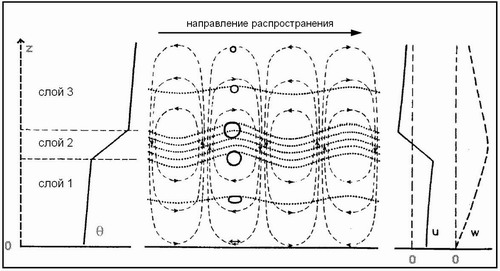 направление распространения
z
слой 3
слой 2
слой 1
θ
0
u
w
0
0